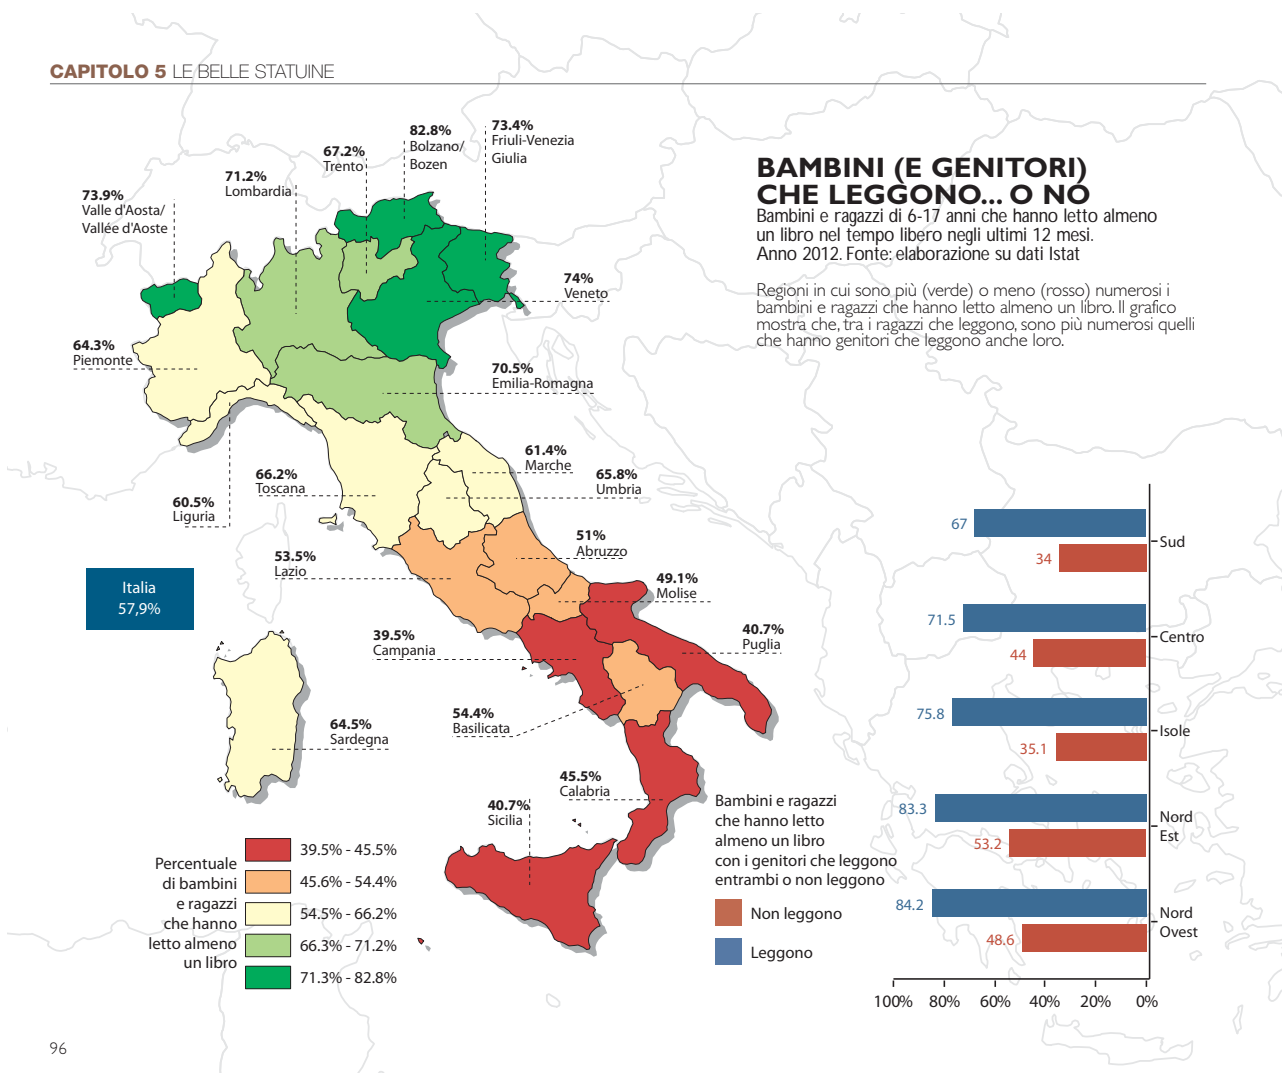 CAPITOLO 5 LE BELLE STATUINE
BAMBINI (E GENITORI)
CHE LEGGONO... O NO
Bambini e ragazzi di 6-17 anni che hanno letto almeno
un libro nel tempo libero negli ultimi 12 mesi.
Anno 2012. Fonte: elaborazione su dati Istat
Regioni in cui sono più (verde) o meno (rosso) numerosi i
bambini e ragazzi che hanno letto almeno un libro. Il grafico
mostra che, tra i ragazzi che leggono, sono più numerosi quelli
che hanno genitori che leggono anche loro.
73.9%
Valle d'Aosta/
Vallée d'Aoste
71.2%
Lombardia
67.2%
Trento
82.8%
Bolzano/
Bozen
73.4%
Friuli-Venezia
Giulia
74%
Veneto
64.3%
Piemonte
70.5%
Emilia-Romagna
61.4%
Marche
65.8%
Umbria
66.2%
Toscana
60.5%
Liguria
51%
Abruzzo
53.5%
Lazio
49.1%
Molise
Italia
57,9%
39.5%
Campania
40.7%
Puglia
54.4%
Basilicata
64.5%
Sardegna
45.5%
Calabria
40.7%
Sicilia
Percentuale
di bambini
e ragazzi
che hanno
letto almeno
un libro
39.5% - 45.5%
45.6% - 54.4%
54.5% - 66.2%
66.3% - 71.2%
71.3% - 82.8%
Bambini e ragazzi
che hanno letto
almeno un libro
con i genitori che leggono
entrambi o non leggono
Non leggono
Leggono
67
34
Sud
71.5
44
Centro
75.8
35.1
Isole
83.3
53.2
Nord
Est
84.2
48.6
Nord
Ovest
100% 80% 60% 40% 20% 0%
96